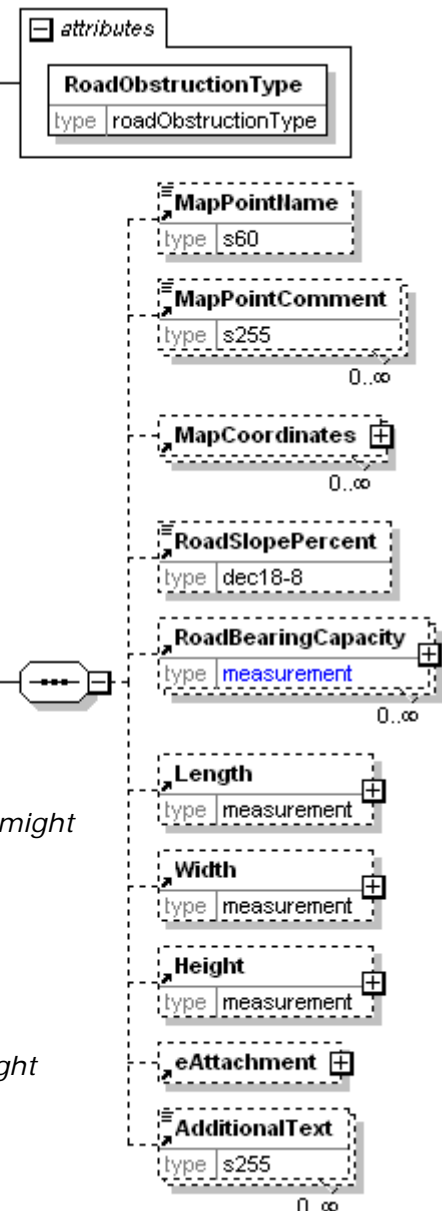 attributes
RoadObstructionType
type roadObstructionType
MapPointName
type s60
MapPointComment
type s255
0..∞
MapCoordinates
0..∞
RoadSlopePercent
type dec18-8
RoadBearingCapacity
type measurement
0..∞
Length
type measurement
might
Width
type measurement
Height
type measurement
ght
eAttachment
AdditionalText
type s255
0..∞